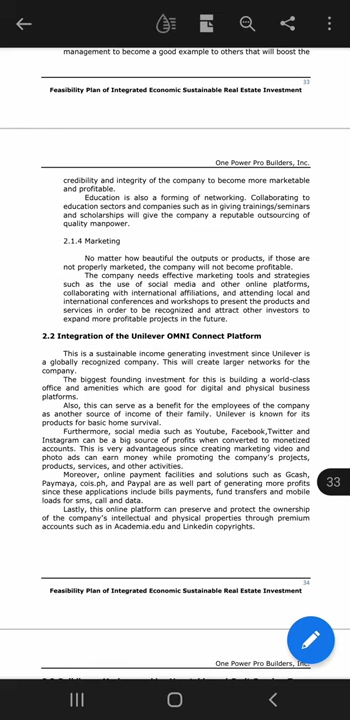 management to become a good example to others that will boost the
33
Feasibility Plan of Integrated Economic Sustainable Real Estate Investment
One Power Pro Builders, Inc.
credibility and integrity of the company to become more marketable
and profitable.
Education is also a forming of networking. Collaborating to
education sectors and companies such as in giving trainings/seminars
and scholarships will give the company a reputable outsourcing of
quality manpower.
2.1.4 Marketing
No matter how beautiful the outputs or products, if those are
not properly marketed, the company will not become profitable.
The company needs effective marketing tools and strategies
such as the use of social media and other online platforms,
collaborating with international affiliations, and attending local and
international conferences and workshops to present the products and
services in order to be recognized and attract other investors to
expand more profitable projects in the future.
2.2 Integration of the Unilever OMNI Connect Platform
This is a sustainable income generating investment since Unilever is
a globally recognized company. This will create larger networks for the
company.
The biggest founding investment for this is building a world-class
office and amenities which are good for digital and physical business
platforms.
Also, this can serve as a benefit for the employees of the company
as another source of income of their family. Unilever is known for its
products for basic home survival.
Furthermore, social media such as Youtube, Facebook,Twitter and
Instagram can be a big source of profits when converted to monetized
accounts. This is very advantageous since creating marketing video and
photo ads can earn money while promoting the company's projects,
products, services, and other activities.
Moreover, online payment facilities and solutions such as Gcash,
Paymaya, cois.ph, and Paypal are as well part of generating more profits
since these applications include bills payments, fund transfers and mobile
loads for sms, call and data.
33
Lastly, this online platform can preserve and protect the ownership
of the company's intellectual and physical properties through premium
accounts such as in Academia.edu and Linkedin copyrights.
34
Feasibility Plan of Integrated Economic Sustainable Real Estate Investment
One Power Pro Builders, Inc.